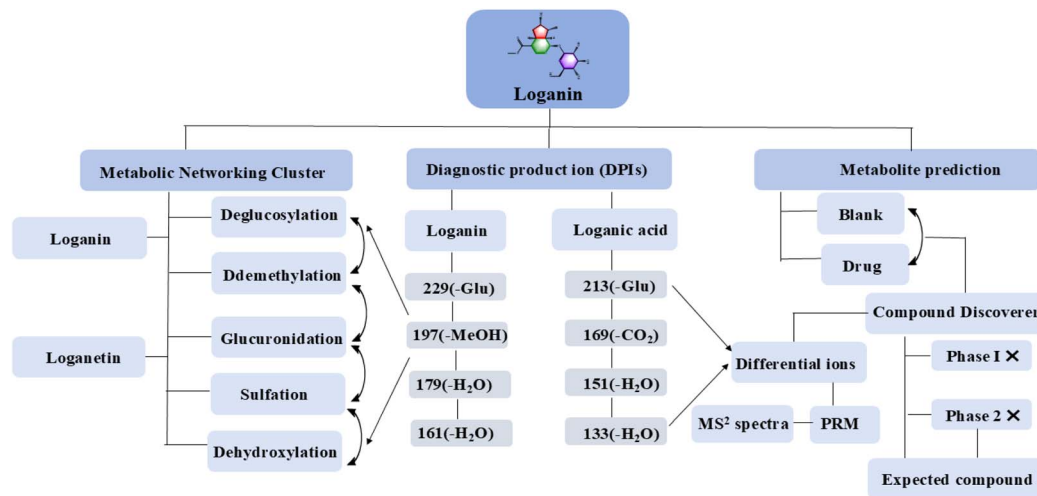 Loganin
Metabolic Networking Cluster
Diagnostic product ion (DPIs)
Metabolite prediction
Loganin
Loganetin
Deglucosylation
Ddemethylation
Glucuronidation
Sulfation
Dehydroxylation
Loganin
229(-Glu)
197(-MeOH)
179(-H₂O)
161(-H₂O)
Loganic acid
213(-Glu)
169(-CO₂)
151(-H₂O)
133(-H₂O)
Blank
Drug
Compound Discoverer
Differential ions
MS² spectra
PRM
Phase I ✕
Phase 2 ✕
Expected compound